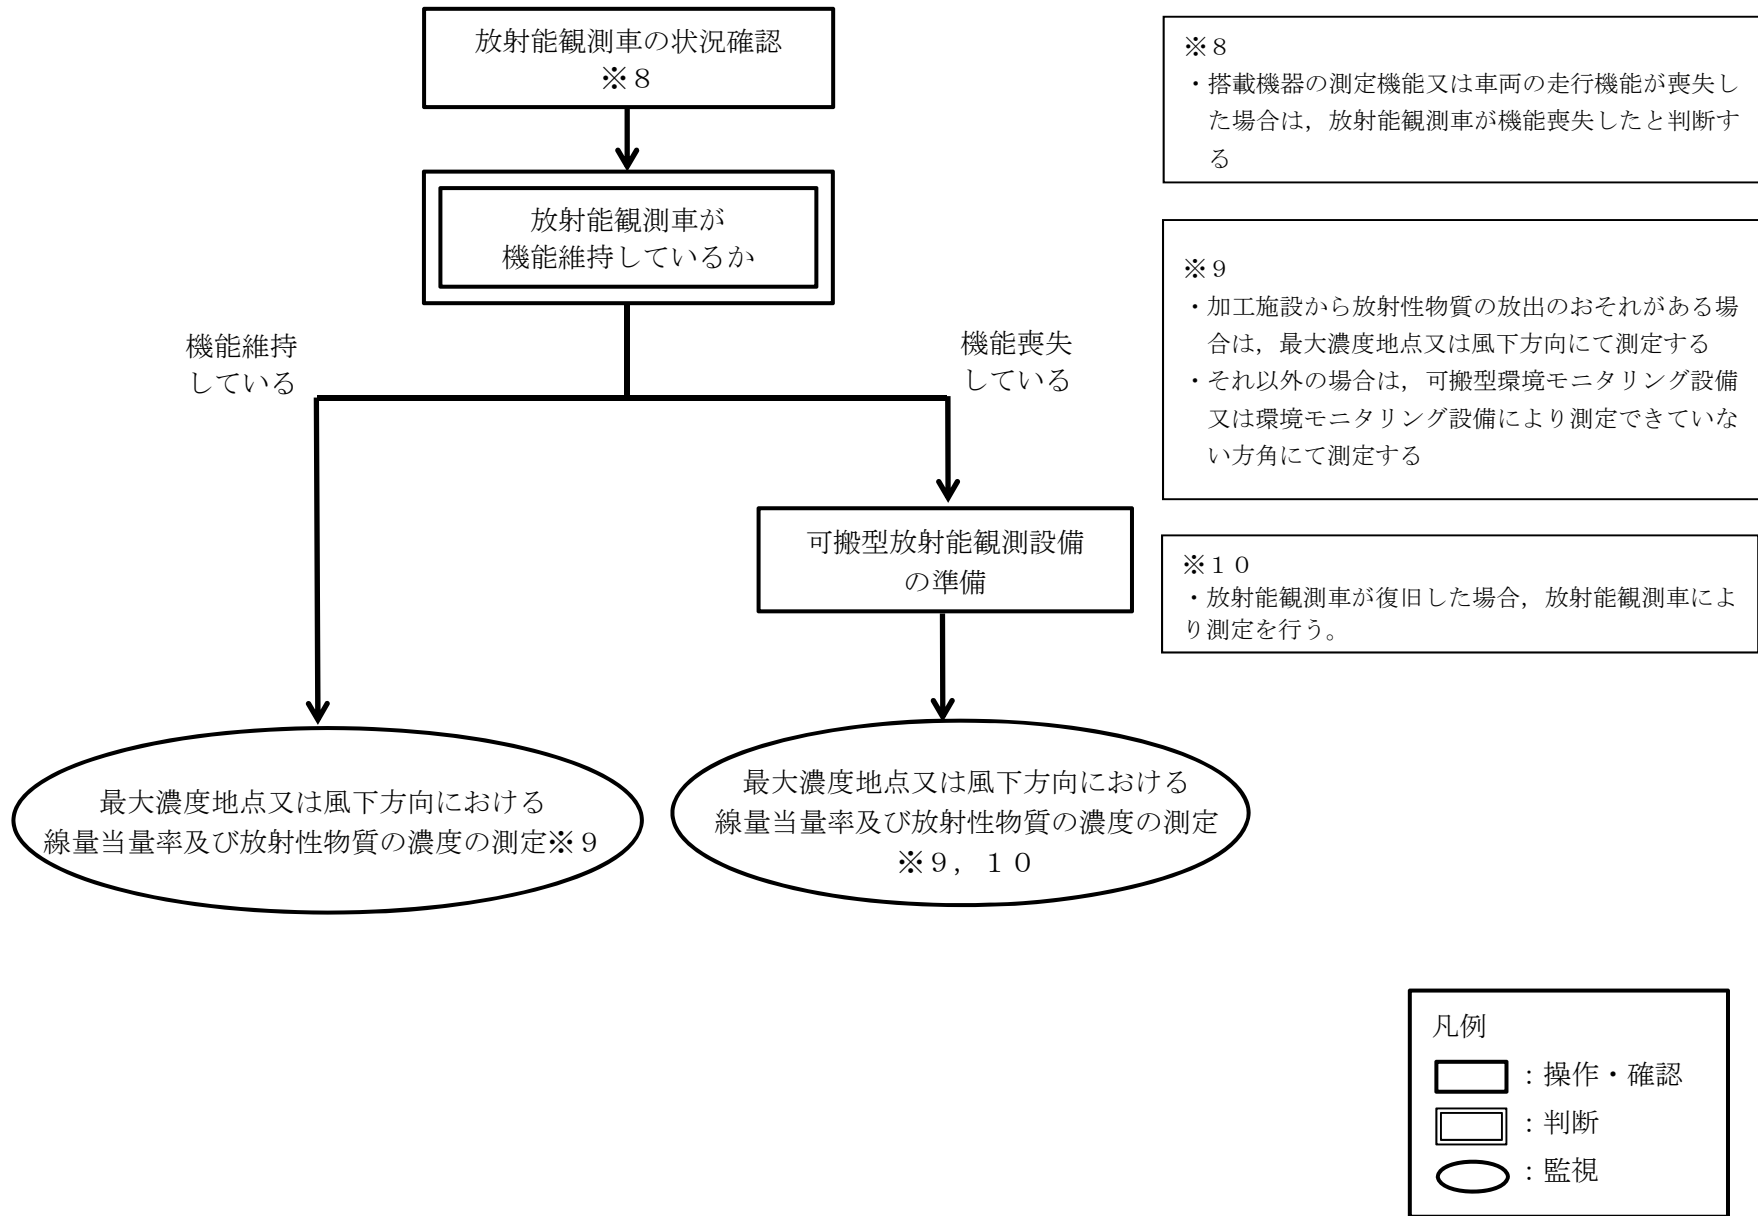 放射能観測車の状況確認
※８
放射能観測車が
機能維持しているか
機能維持
している
機能喪失
している
可搬型放射能観測設備
の準備
最大濃度地点又は風下方向における
線量当量率及び放射性物質の濃度の測定※９
最大濃度地点又は風下方向における
線量当量率及び放射性物質の濃度の測定
※９，１０
※８
・搭載機器の測定機能又は車両の走行機能が喪失し
た場合は，放射能観測車が機能喪失したと判断す
る
※９
・加工施設から放射性物質の放出のおそれがある場
合は，最大濃度地点又は風下方向にて測定する
・それ以外の場合は，可搬型環境モニタリング設備
又は環境モニタリング設備により測定できていな
い方角にて測定する
※１０
・放射能観測車が復旧した場合，放射能観測車によ
り測定を行う。
凡例
：操作・確認
：判断
：監視